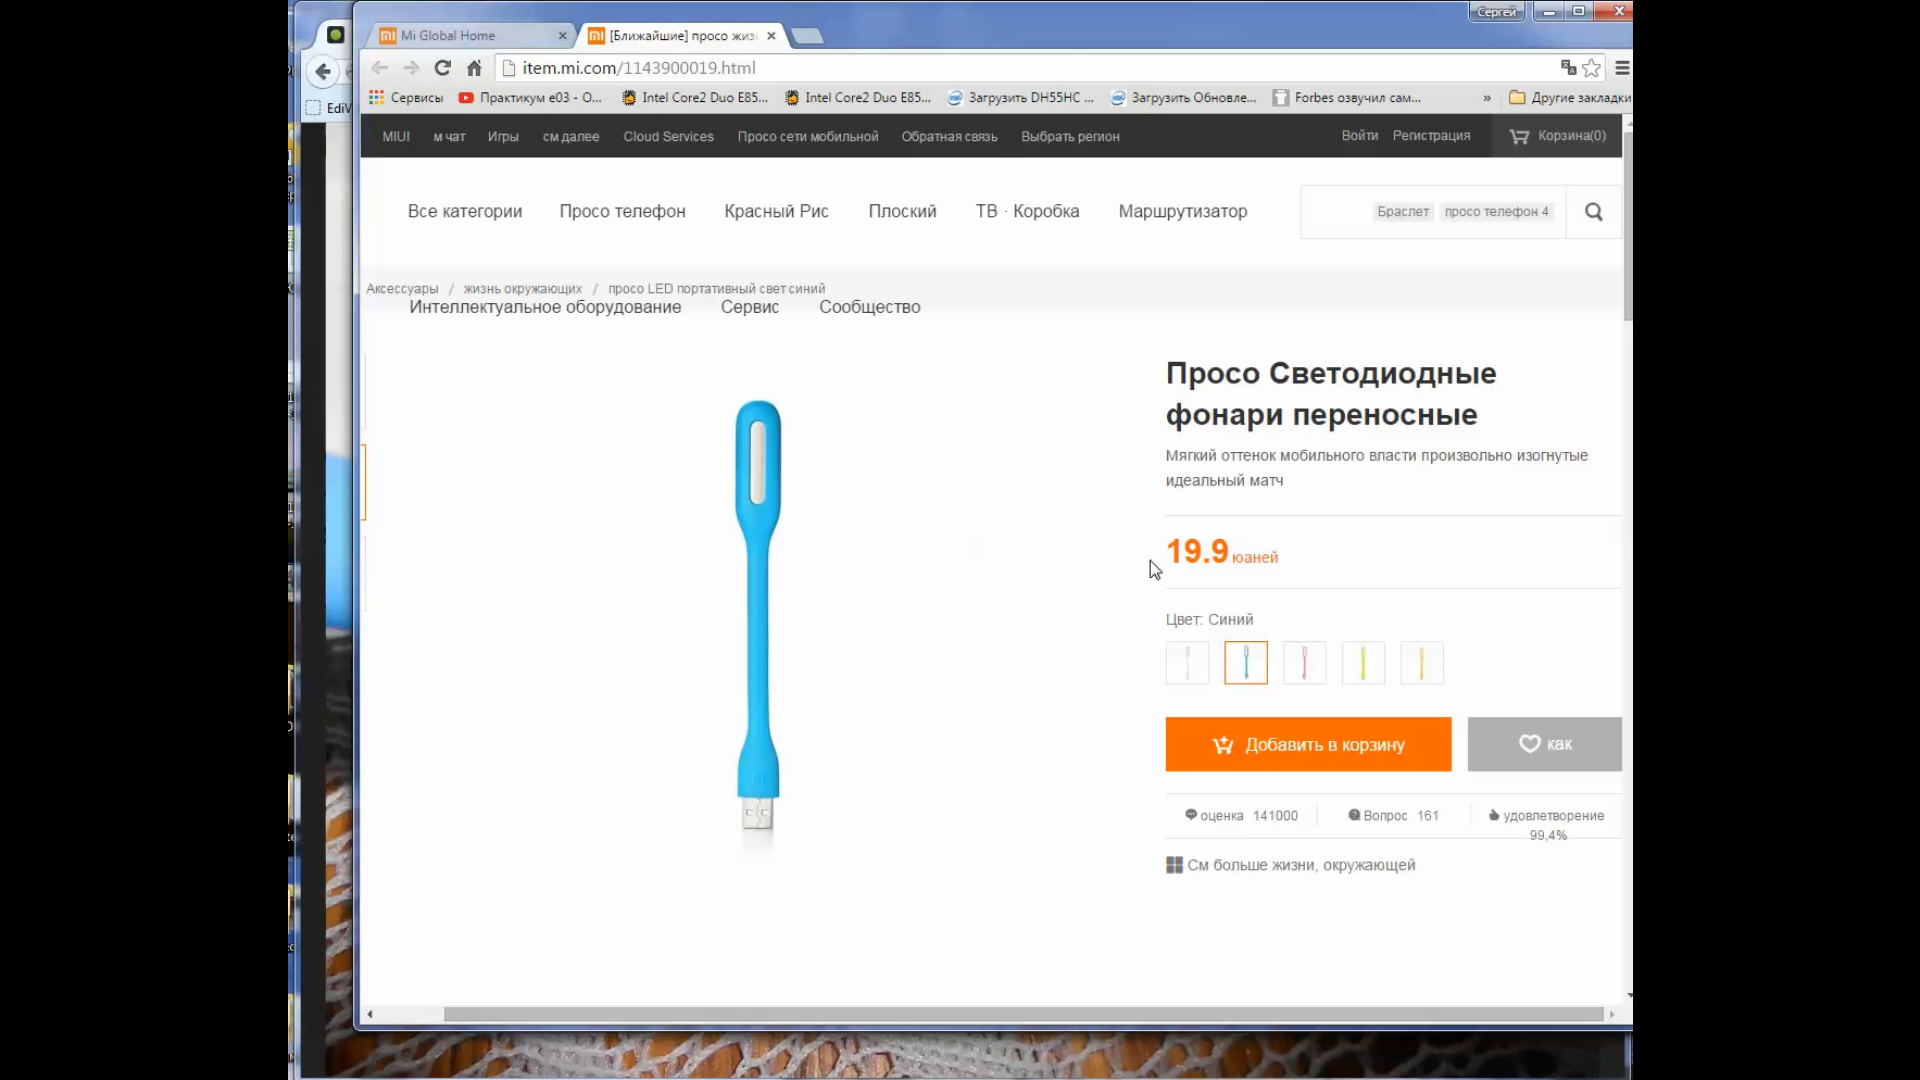 Сергей
Mi Global Home
[Ближайшие] просо жиз
item.mi.com/1143900019.html
EdiV
Сервисы
Практикум e03 - О...
Intel Core2 Duo E85...
Intel Core2 Duo E85...
Загрузить DH55HC ...
Загрузить Обновле...
Forbes озвучил сам...
»
Другие закладки
MIUI
м чат
Игры
см далее
Cloud Services
Просо сети мобильной
Обратная связь
Выбрать регион
Войти
Регистрация
Корзина(0)
Все категории
Просо телефон
Красный Рис
Плоский
ТВ · Коробка
Маршрутизатор
Браслет
просо телефон 4
Аксессуары / жизнь окружающих / просо LED портативный свет синий
Интеллектуальное оборудование
Сервис
Сообщество
Просо Светодиодные
фонари переносные
Мягкий оттенок мобильного власти произвольно изогнутые
идеальный матч
19.9 юаней
Цвет: Синий
Добавить в корзину
как
оценка 141000
Вопрос 161
удовлетворение
99,4%
См больше жизни, окружающей